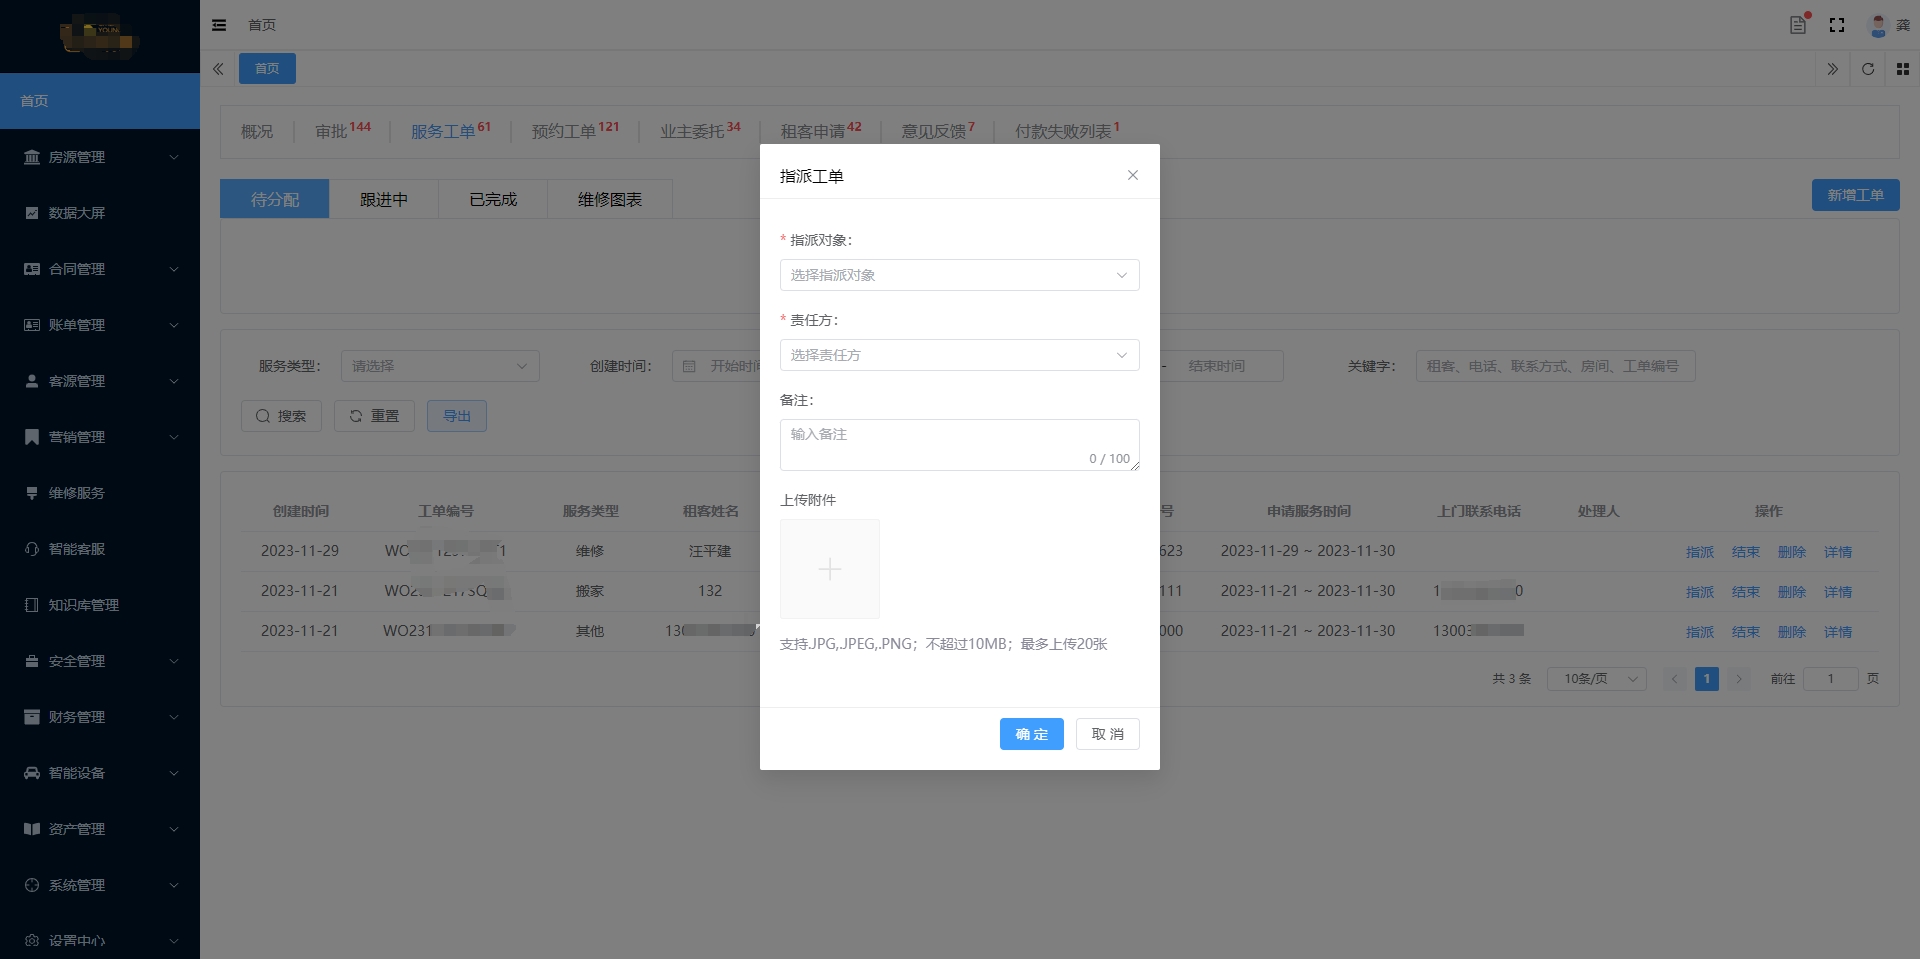 首页
龚
首页
首页
房源管理
数据大屏
合同管理
账单管理
客源管理
营销管理
维修服务
智能客服
知识库管理
安全管理
财务管理
智能设备
资产管理
系统管理
设置中心
概况
审批144
服务工单61
预约工单121
业主委托34
租客申请42
意见反馈7
付款失败列表1
待分配
跟进中
已完成
维修图表
新增工单
服务类型：
请选择
创建时间：
开始时间
-
结束时间
关键字：
租客、电话、联系方式、房间、工单编号
搜索
重置
导出
创建时间 工单编号 服务类型 租客姓名 号 申请服务时间 上门联系电话 处理人 操作
2023-11-29 WO 维修 汪平建 623 2023-11-29 ~ 2023-11-30 指派 结束 删除 详情
2023-11-21 搬家 132 111 2023-11-21 ~ 2023-11-30 指派 结束 删除 详情
2023-11-21 WO231 其他 000 2023-11-21 ~ 2023-11-30 指派 结束 删除 详情
共 3 条
10条/页
1
前往
1
页
指派工单
* 指派对象：
选择指派对象
* 责任方：
选择责任方
备注：
输入备注
0 / 100
上传附件
支持.JPG,.JPEG,.PNG；不超过10MB；最多上传20张
确 定
取 消